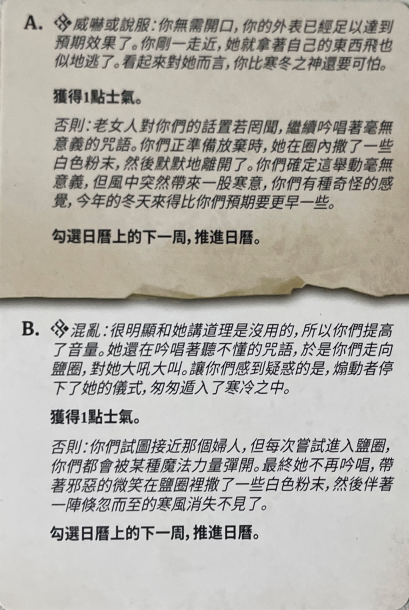 A. 威嚇或說服：你無需開口，你的外表已經足以達到
預期效果了。你剛一走近，她就拿著自己的東西飛也
似地逃了。看起來對她而言，你比寒冬之神還要可怕。
獲得1點士氣。
否則：老女人對你們的話置若罔聞，繼續吟唱著毫無
意義的咒語。你們正準備放棄時，她在圈內撒了一些
白色粉末，然後默默地離開了。你們確定這舉動毫無
意義，但風中突然帶來一股寒意，你們有種奇怪的感
覺，今年的冬天來得比你們預期要更早一些。
勾選日曆上的下一周，推進日曆。
B. 混亂：很明顯和她講道理是沒用的，所以你們提高
了音量。她還在吟唱著聽不懂的咒語，於是你們走向
鹽圈，對她大吼大叫。讓你們感到疑惑的是，煽動者停
下了她的儀式，匆匆遁入了寒冷之中。
獲得1點士氣。
否則：你們試圖接近那個婦人，但每次嘗試進入鹽圈，
你們都會被某種魔法力量彈開。最終她不再吟唱，帶
著邪惡的微笑在鹽圈裡撒了一些白色粉末，然後伴著
一陣倏忽而至的寒風消失不見了。
勾選日曆上的下一周，推進日曆。